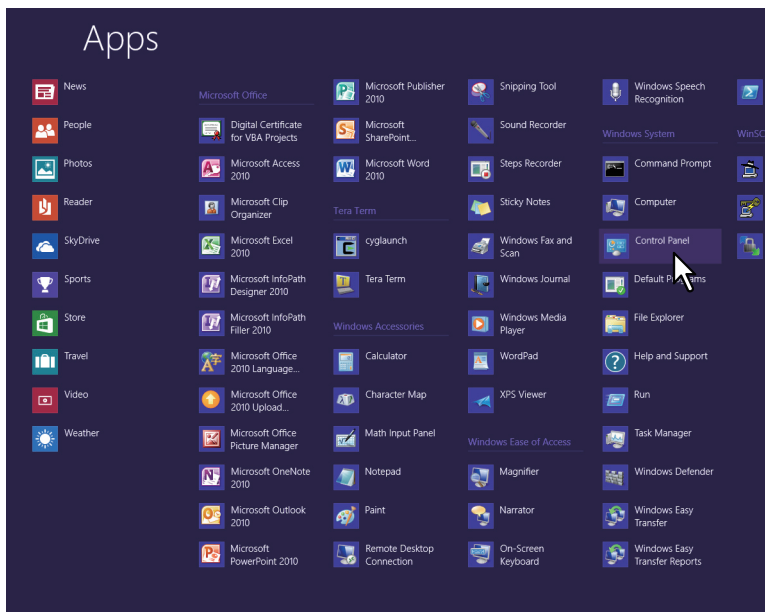 Apps
News
People
Photos
Reader
SkyDrive
Sports
Store
Travel
Video
Weather
Microsoft Office
Digital Certificate
for VBA Projects
Microsoft Access
2010
Microsoft Clip
Organizer
Microsoft Excel
2010
Microsoft InfoPath
Designer 2010
Microsoft InfoPath
Filler 2010
Microsoft Office
2010 Language...
Microsoft Office
2010 Upload...
Microsoft Office
Picture Manager
Microsoft OneNote
2010
Microsoft Outlook
2010
Microsoft
PowerPoint 2010
Microsoft Publisher
2010
Microsoft
SharePoint...
Microsoft Word
2010
Tera Term
cyglaunch
Tera Term
Windows Accessories
Calculator
Character Map
Math Input Panel
Notepad
Paint
Remote Desktop
Connection
Snipping Tool
Sound Recorder
Steps Recorder
Sticky Notes
Windows Fax and
Scan
Windows Journal
Windows Media
Player
WordPad
XPS Viewer
Windows Ease of Access
Magnifier
Narrator
On-Screen
Keyboard
Windows Speech
Recognition
Windows System
Command Prompt
Computer
Control Panel
Default Programs
File Explorer
Help and Support
Run
Task Manager
Windows Defender
Windows Easy
Transfer
Windows Easy
Transfer Reports
WinSC